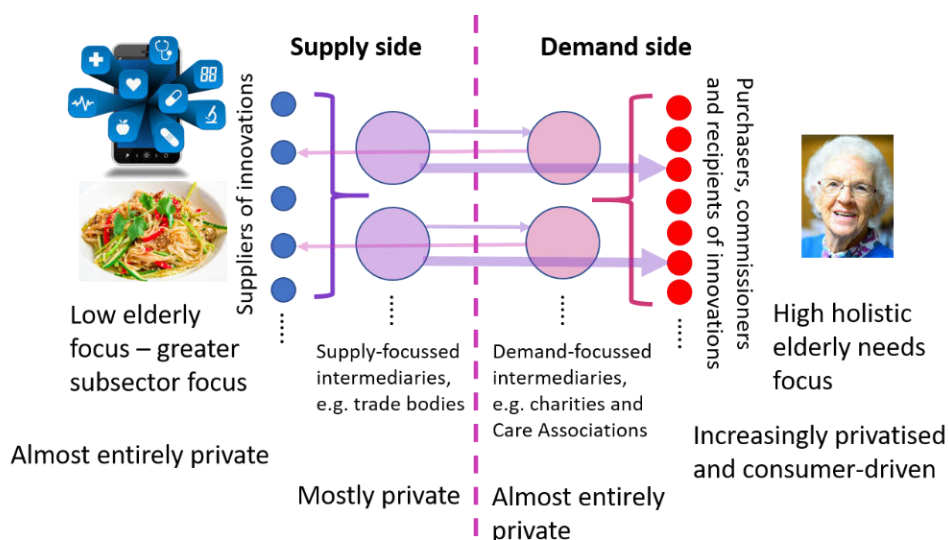 Supply side
Demand side
Suppliers of innovations
Purchasers, commissioners
and recipients of innovations
Low elderly
focus – greater
subsector focus
Supply-focussed
intermediaries,
e.g. trade bodies
Demand-focussed
intermediaries,
e.g. charities and
Care Associations
High holistic
elderly needs
focus
Almost entirely private
Mostly private
Almost entirely
private
Increasingly privatised
and consumer-driven